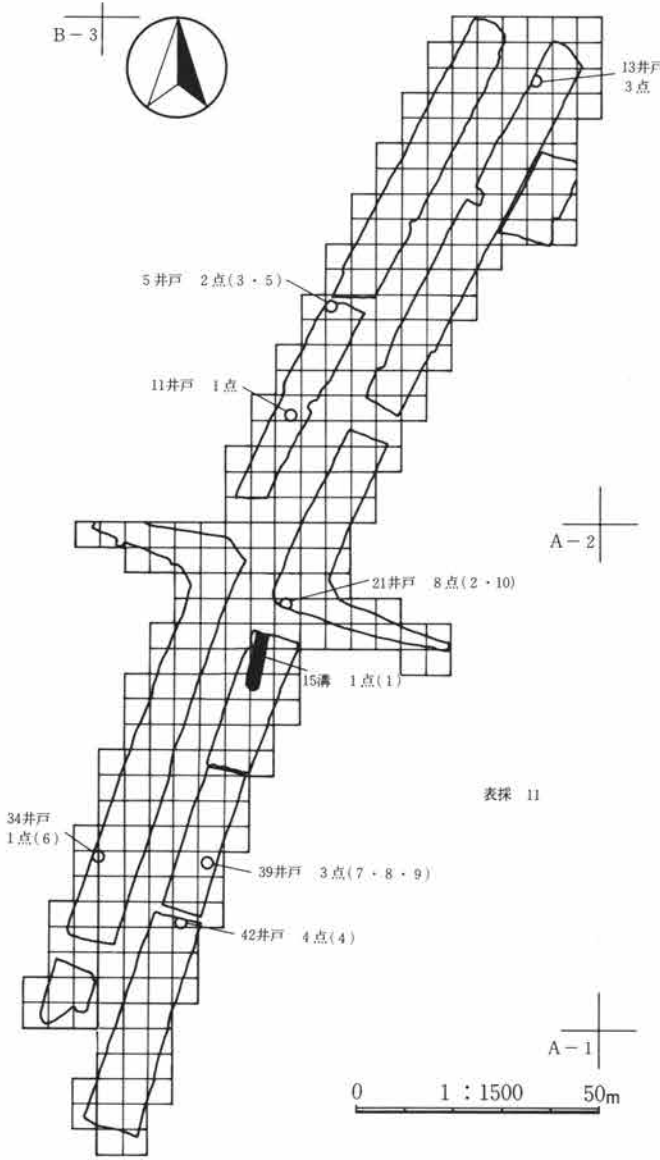 B-3
13井戸
3点
5井戸 2点(3・5)
11井戸 1点
A-2
21井戸 8点(2・10)
15溝 1点(1)
表採 11
34井戸
1点(6)
39井戸 3点(7・8・9)
42井戸 4点(4)
A-1
0 1:1500 50m